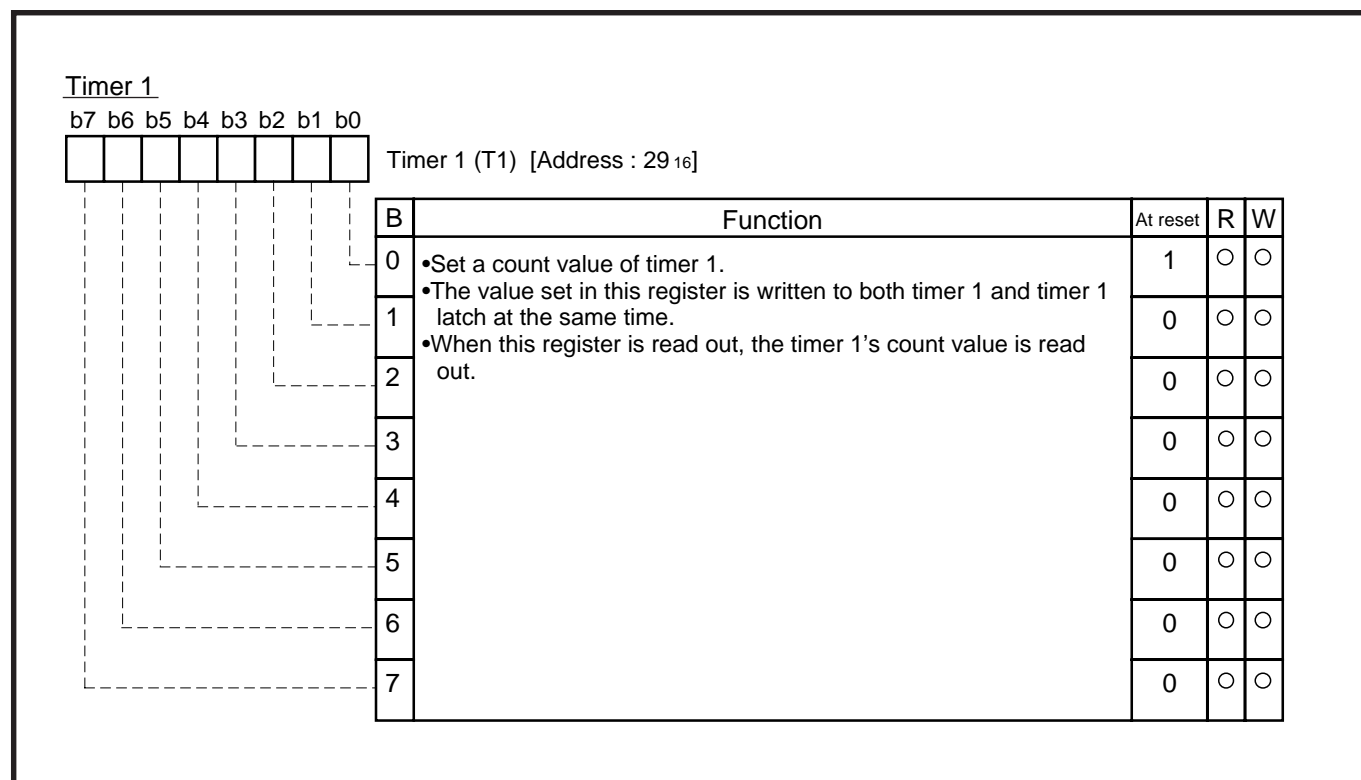 Timer 1
b7 b6 b5 b4 b3 b2 b1 b0
Timer 1 (T1) [Address : 29 16]
B Function At reset R W
0 •Set a count value of timer 1. 1 ○ ○
•The value set in this register is written to both timer 1 and timer 1
1 latch at the same time. 0 ○ ○
•When this register is read out, the timer 1’s count value is read
2 out. 0 ○ ○
3 0 ○ ○
4 0 ○ ○
5 0 ○ ○
6 0 ○ ○
7 0 ○ ○